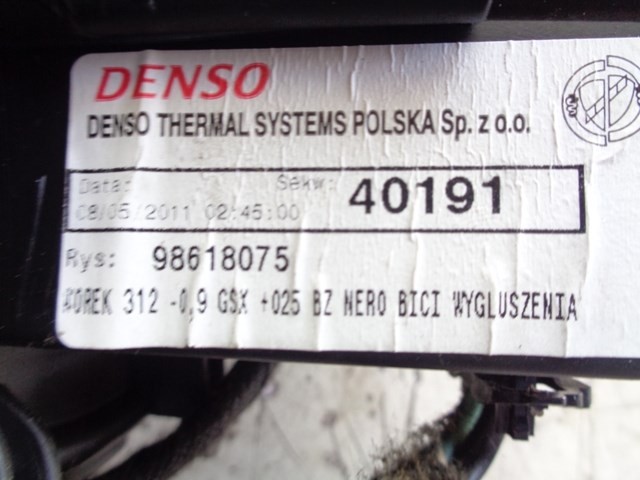 DENSO
DENSO THERMAL SYSTEMS POLSKA Sp. z o.o.
Data: Sekw: 40191
08/05/2011 02:45:00
Rys: 98618075
312 -0,9 GSX +025 BZ NERO BICI WYGLUSZENIA